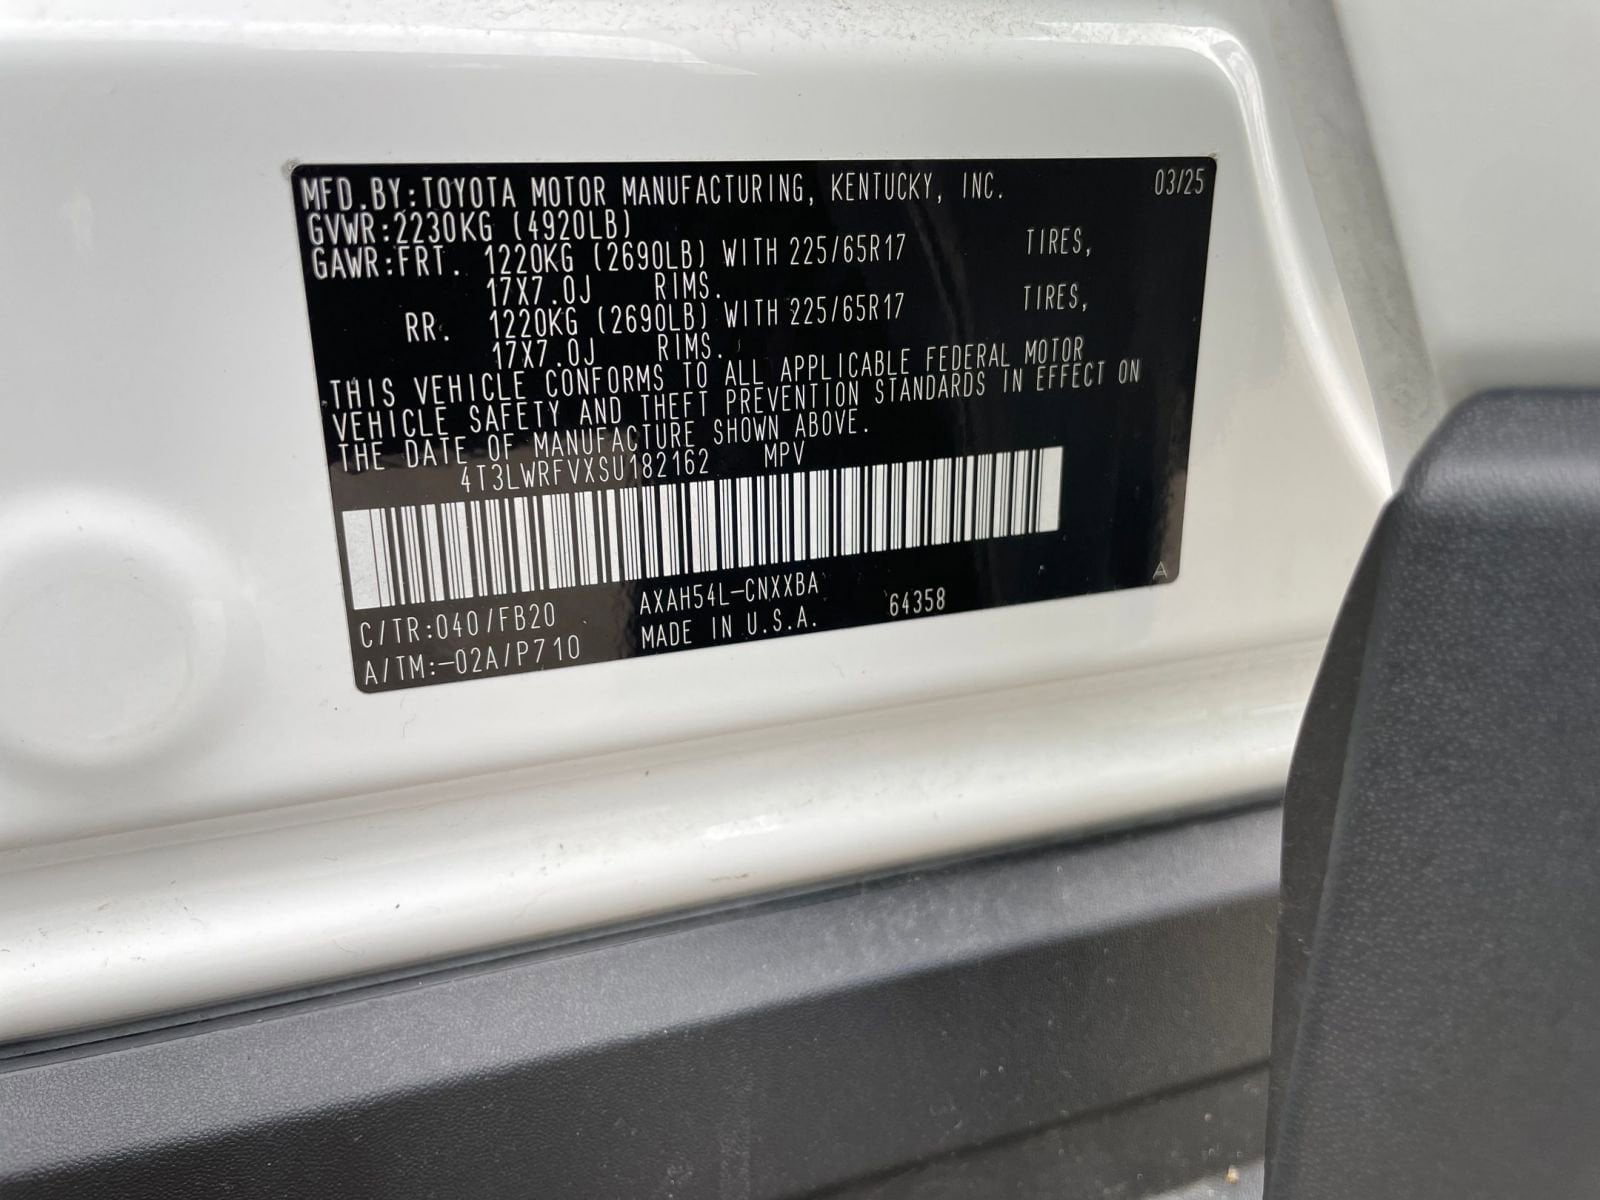 MFD.BY:TOYOTA MOTOR MANUFACTURING, KENTUCKY, INC. 03/25
GVWR:2230KG (4920LB)
GAWR:FRT. 1220KG (2690LB) WITH 225/65R17 TIRES,
17X7.0J RIMS.
RR. 1220KG (2690LB) WITH 225/65R17 TIRES,
17X7.0J RIMS.
THIS VEHICLE CONFORMS TO ALL APPLICABLE FEDERAL MOTOR
VEHICLE SAFETY AND THEFT PREVENTION STANDARDS IN EFFECT ON
THE DATE OF MANUFACTURE SHOWN ABOVE.
4T3LWRFVXSU182162 MPV
C/TR:040/FB20 AXAH54L-CNXXBA 64358
A/TM:-02A/P710 MADE IN U.S.A.
A